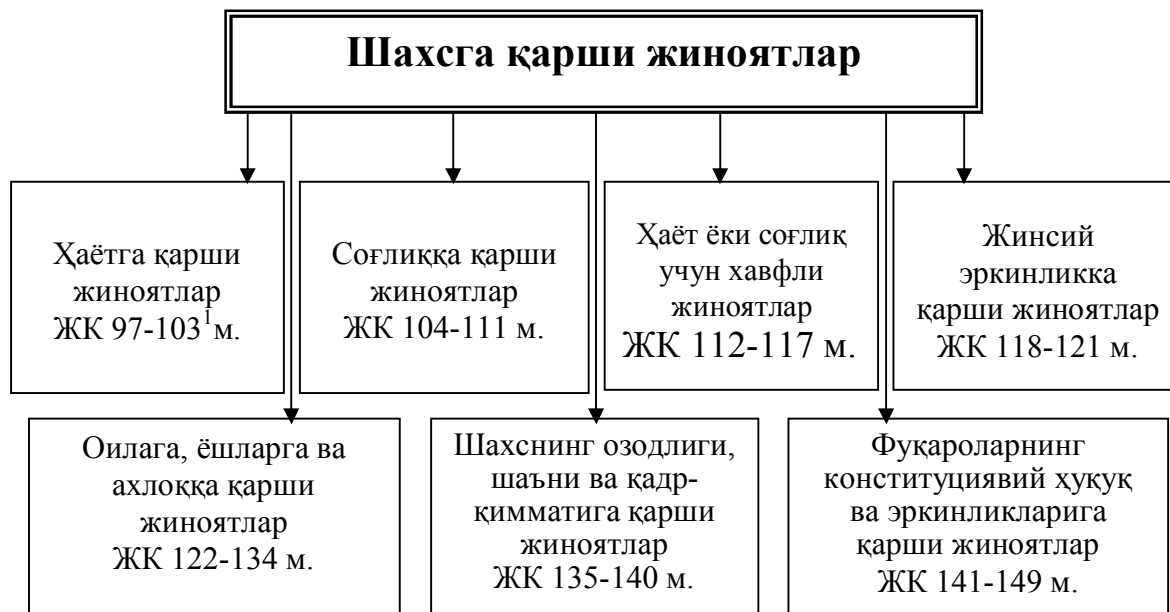 Шахсга қарши жиноятлар
Ҳаётга қарши
жиноятлар
ЖК 97-103¹м.
Соғлиққа қарши
жиноятлар
ЖК 104-111 м.
Ҳаёт ёки соғлиқ
учун хавфли
жиноятлар
ЖК 112-117 м.
Жинсий
эркинликка
қарши жиноятлар
ЖК 118-121 м.
Оилага, ёшларга ва
ахлоққа қарши
жиноятлар
ЖК 122-134 м.
Шахснинг озодлиги,
шаъни ва қадр-
қимматига қарши
жиноятлар
ЖК 135-140 м.
Фуқароларнинг
конституциявий ҳуқуқ
ва эркинликларига
қарши жиноятлар
ЖК 141-149 м.